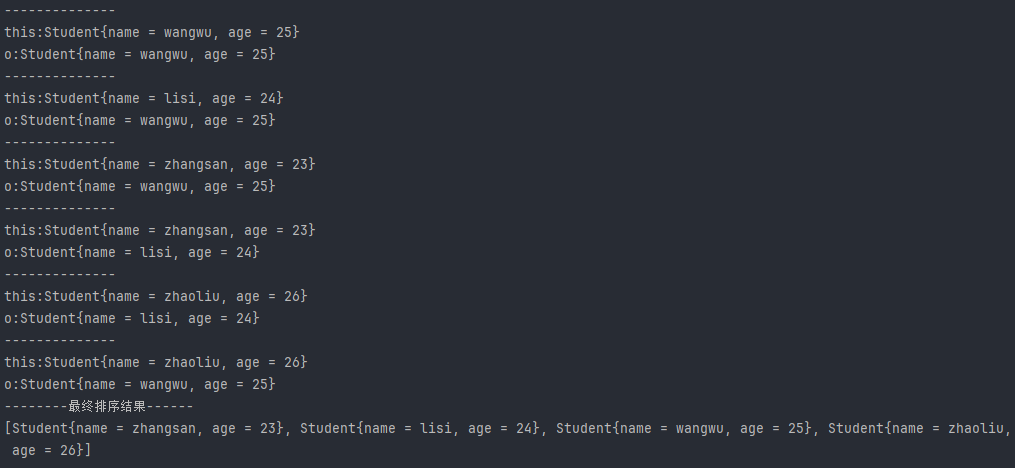 --------------
this:Student{name = wangwu, age = 25}
o:Student{name = wangwu, age = 25}
--------------
this:Student{name = lisi, age = 24}
o:Student{name = wangwu, age = 25}
--------------
this:Student{name = zhangsan, age = 23}
o:Student{name = wangwu, age = 25}
--------------
this:Student{name = zhangsan, age = 23}
o:Student{name = lisi, age = 24}
--------------
this:Student{name = zhaoliu, age = 26}
o:Student{name = lisi, age = 24}
--------------
this:Student{name = zhaoliu, age = 26}
o:Student{name = wangwu, age = 25}
--------最终排序结果------
[Student{name = zhangsan, age = 23}, Student{name = lisi, age = 24}, Student{name = wangwu, age = 25}, Student{name = zhaoliu,
 age = 26}]